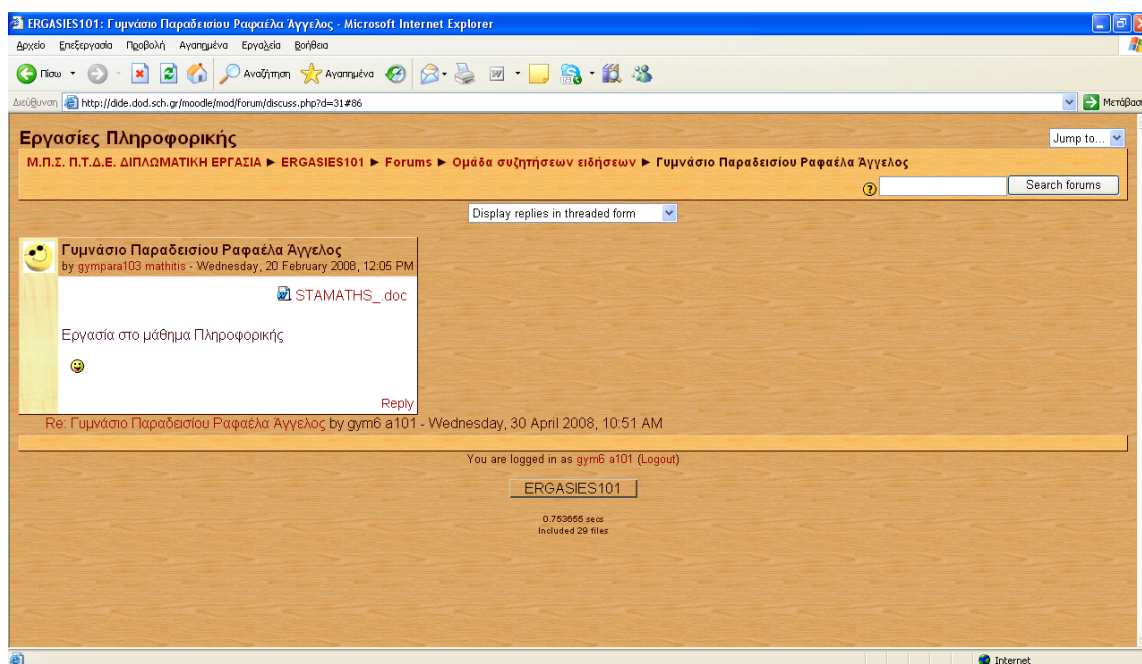 ERGASIES101: Γυμνάσιο Παραδεισίου Ραφαέλα Άγγελος - Microsoft Internet Explorer
Αρχείο Επεξεργασία Προβολή Αγαπημένα Εργαλεία Βοήθεια
Πίσω Αναζήτηση Αγαπημένα
Διεύθυνση http://dide.dod.sch.gr/moodle/mod/forum/discuss.php?d=31#86 Μετάβαση
Εργασίες Πληροφορικής Jump to...
Μ.Π.Σ. Π.Τ.Δ.Ε. ΔΙΠΛΩΜΑΤΙΚΗ ΕΡΓΑΣΙΑ ► ERGASIES101 ► Forums ► Ομάδα συζητήσεων ειδήσεων ► Γυμνάσιο Παραδεισίου Ραφαέλα Άγγελος
? Search forums
Display replies in threaded form
Γυμνάσιο Παραδεισίου Ραφαέλα Άγγελος
by gympara103 mathitis - Wednesday, 20 February 2008, 12:05 PM
STAMATHS_.doc
Εργασία στο μάθημα Πληροφορικής
Reply
Re: Γυμνάσιο Παραδεισίου Ραφαέλα Άγγελος by gym6 a101 - Wednesday, 30 April 2008, 10:51 AM
You are logged in as gym6 a101 (Logout)
ERGASIES101
0.753655 secs
Included 29 files
Internet